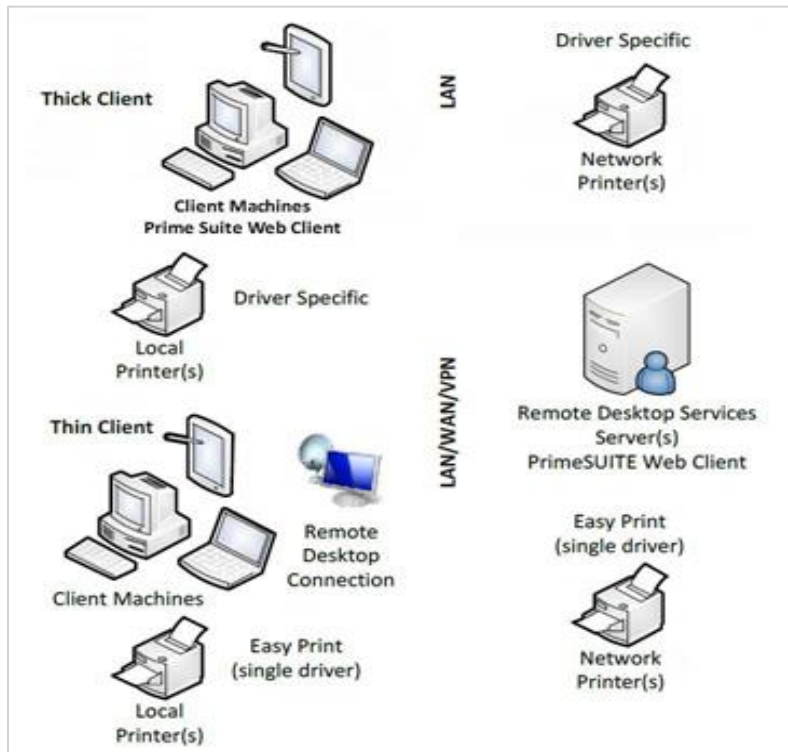 Thick Client
Client Machines
Prime Suite Web Client
LAN
Driver Specific
Network
Printer(s)
Driver Specific
Local
Printer(s)
LAN/WAN/VPN
Remote Desktop Services
Server(s)
PrimeSUITE Web Client
Thin Client
Remote
Desktop
Connection
Client Machines
Easy Print
(single driver)
Local
Printer(s)
Easy Print
(single driver)
Network
Printer(s)